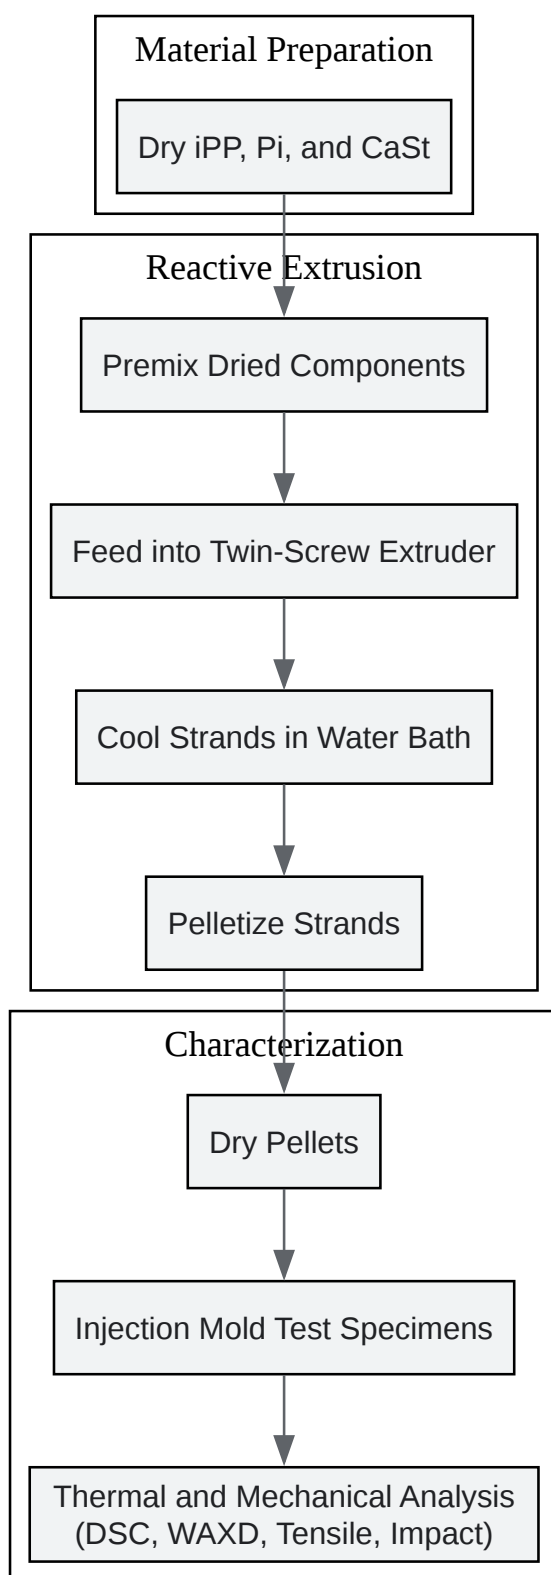 Material Preparation
Dry iPP, Pi, and CaSt
Reactive Extrusion
Premix Dried Components
Feed into Twin-Screw Extruder
Cool Strands in Water Bath
Pelletize Strands
Characterization
Dry Pellets
Injection Mold Test Specimens
Thermal and Mechanical Analysis
(DSC, WAXD, Tensile, Impact)